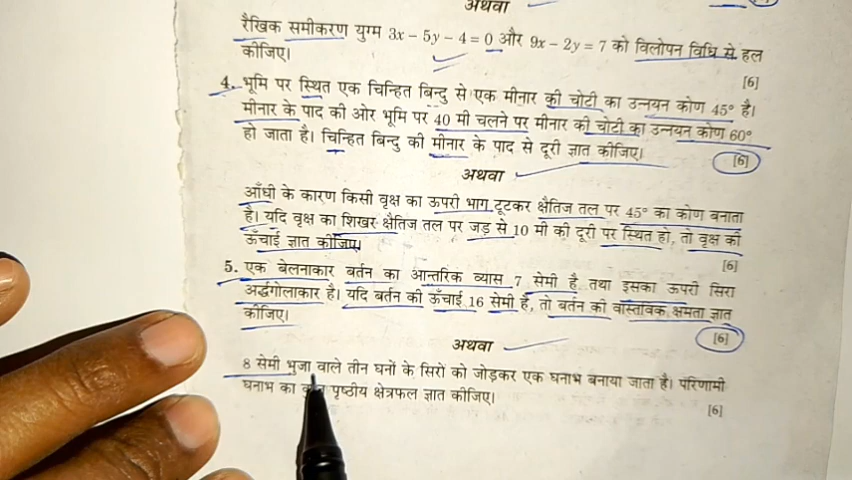 अथवा
रैखिक समीकरण युग्म 3x – 5y – 4 = 0 और 9x – 2y = 7 को विलोपन विधि से हल
कीजिए।
[6]
4. भूमि पर स्थित एक चिन्हित बिन्दु से एक मीनार की चोटी का उन्नयन कोण 45° है।
मीनार के पाद की ओर भूमि पर 40 मी चलने पर मीनार की चोटी का उन्नयन कोण 60°
हो जाता है। चिन्हित बिन्दु की मीनार के पाद से दूरी ज्ञात कीजिए।
[6]
अथवा
आँधी के कारण किसी वृक्ष का ऊपरी भाग टूटकर क्षैतिज तल पर 45° का कोण बनाता
है। यदि वृक्ष का शिखर क्षैतिज तल पर जड़ से 10 मी की दूरी पर स्थित हो, तो वृक्ष की
ऊँचाई ज्ञात कीजिए।
[6]
5. एक बेलनाकार बर्तन का आन्तरिक व्यास 7 सेमी है तथा इसका ऊपरी सिरा
अर्द्धगोलाकार है। यदि बर्तन की ऊँचाई 16 सेमी है, तो बर्तन की वास्तविक क्षमता ज्ञात
कीजिए।
[6]
अथवा
8 सेमी भुजा वाले तीन घनों के सिरों को जोड़कर एक घनाभ बनाया जाता है। परिणामी
घनाभ का पृष्ठीय क्षेत्रफल ज्ञात कीजिए।
[6]